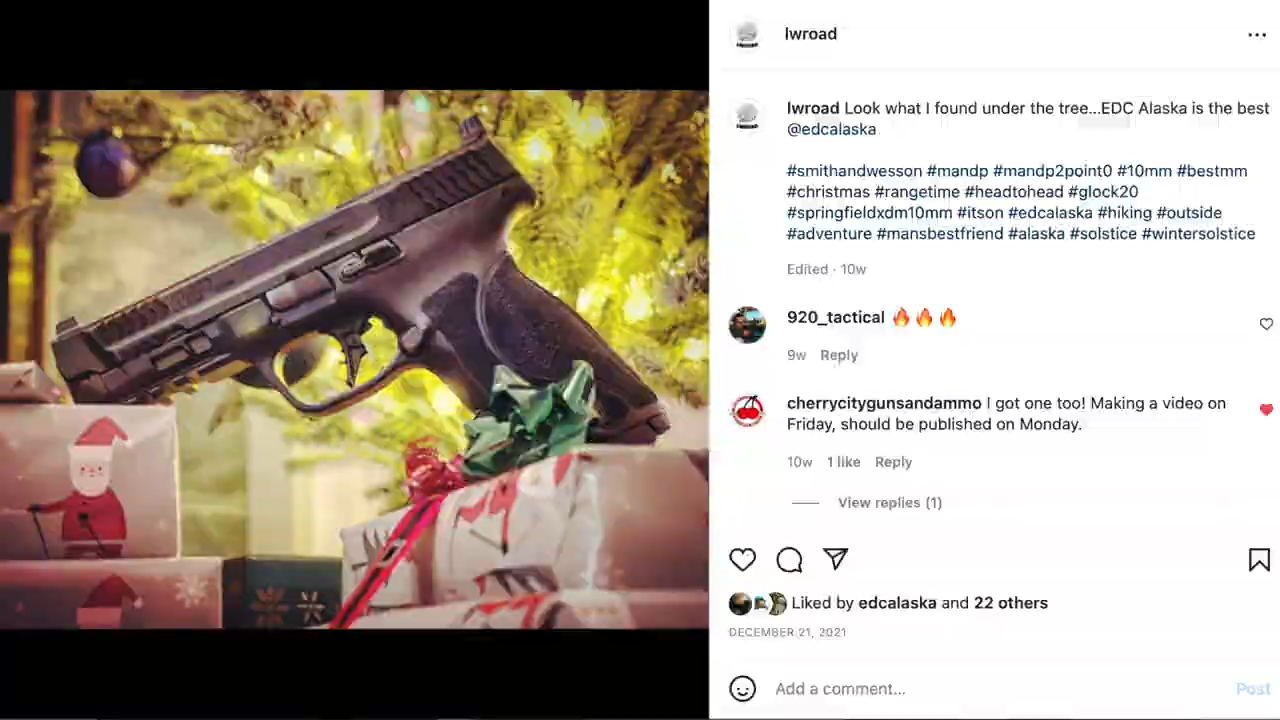 lwroad
lwroad Look what I found under the tree...EDC Alaska is the best
@edcalaska
#smithandwesson #mandp #mandp2point0 #10mm #bestmm
#christmas #rangetime #headtohead #glock20
#springfieldxdm10mm #itson #edcalaska #hiking #outside
#adventure #mansbestfriend #alaska #solstice #wintersolstice
Edited · 10w
920_tactical 🔥🔥🔥
9w Reply
cherrycitygunsandammo I got one too! Making a video on
Friday, should be published on Monday.
10w 1 like Reply
View replies (1)
Liked by edcalaska and 22 others
DECEMBER 21, 2021
Add a comment... Post